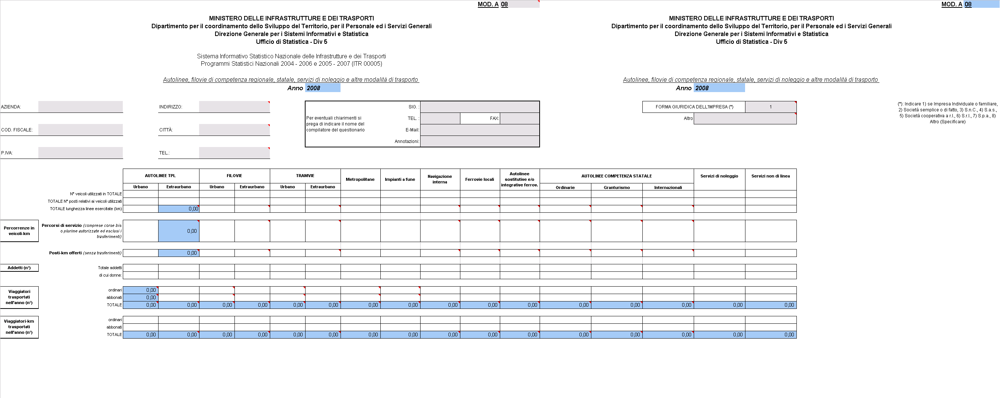 MOD. A 08 MOD. A 08
MINISTERO DELLE INFRASTRUTTURE E DEI TRASPORTI
Dipartimento per il coordinamento dello Sviluppo del Territorio, per il Personale ed i Servizi Generali
Direzione Generale per i Sistemi Informativi e Statistica
Ufficio di Statistica - Div 5
MINISTERO DELLE INFRASTRUTTURE E DEI TRASPORTI
Dipartimento per il coordinamento dello Sviluppo del Territorio, per il Personale ed i Servizi Generali
Direzione Generale per i Sistemi Informativi e Statistica
Ufficio di Statistica - Div 5
Sistema Informativo Statistico Nazionale delle Infrastrutture e dei Trasporti
Programmi Statistici Nazionali 2004 - 2006 e 2005 - 2007 (ITR 00005)
Autolinee, filovie di competenza regionale, statale, servizi di noleggio e altre modalità di trasporto
Anno 2008
Autolinee, filovie di competenza regionale, statale, servizi di noleggio e altre modalità di trasporto
Anno 2008
AZIENDA:
COD. FISCALE:
P.IVA:
INDIRIZZO:
CITTÀ:
TEL.:
Per eventuali chiarimenti si
prega di indicare il nome del
compilatore del questionario
SIG. :
TEL. : FAX:
E-Mail:
Annotazioni:
FORMA GIURIDICA DELL'IMPRESA (*) 1
Altro
(*): Indicare 1) se Impresa Individuale o familiare,
2) Società semplice o di fatto, 3) S.n.C., 4) S.a.s.,
5) Società cooperativa a r.l., 6) S.r.l., 7) S.p.a., 8)
Altro (Specificare)
AUTOLINEE TPL FILOVIE TRAMVIE
Metropolitane Impianti a fune
Navigazione
interna
Ferrovie locali
Autolinee
sostitutive e/o
integrative ferrov.
AUTOLINEE COMPETENZA STATALE Servizi di noleggio Servizi non di linea
Urbano Extraurbano Urbano Extraurbano Urbano Extraurbano Ordinarie Granturismo Internazionali
N° veicoli utilizzati in TOTALE
TOTALE N° posti relativi ai veicoli utilizzati
TOTALE lunghezza linee esercitate (km) 0,00
Percorrenze in
veicoli-km
Percorsi di servizio (comprese corse bis
o plurime autorizzate ed esclusi i
trasferimenti)
0,00
Posti-km offerti (senza trasferimenti) 0,00
Addetti (n°) Totale addetti
di cui donne:
Viaggiatori
trasportati
nell'anno (n°)
ordinari 0,00
abbonati 0,00
TOTALE 0,00 0,00 0,00 0,00 0,00 0,00 0,00 0,00 0,00 0,00 0,00 0,00 0,00 0,00 0,00 0,00
Viaggiatori-km
trasportati
nell'anno (n°)
ordinari
abbonati
TOTALE 0,00 0,00 0,00 0,00 0,00 0,00 0,00 0,00 0,00 0,00 0,00 0,00 0,00 0,00 0,00 0,00